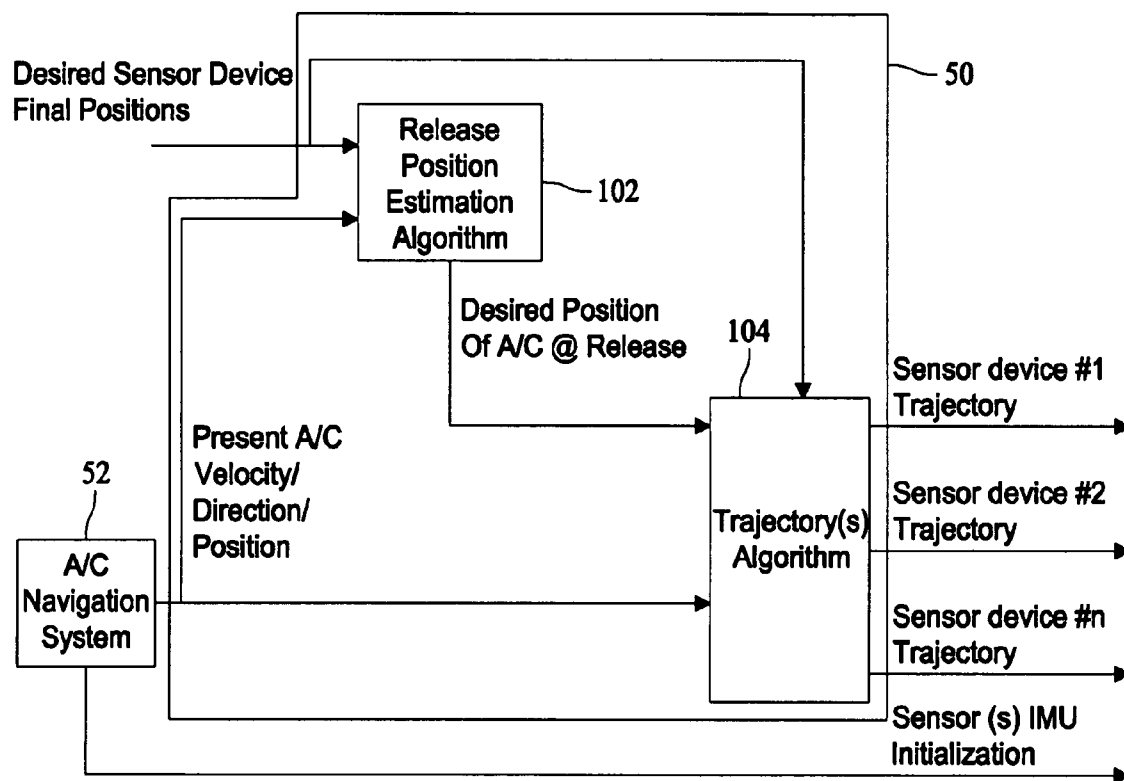 Desired Sensor Device
Final Positions
50
Release
Position
Estimation
Algorithm
102
Desired Position
Of A/C @ Release
104
Present A/C
Velocity/
Direction/
Position
52
A/C
Navigation
System
Trajectory(s)
Algorithm
Sensor device #1
Trajectory
Sensor device #2
Trajectory
Sensor device #n
Trajectory
Sensor (s) IMU
Initialization